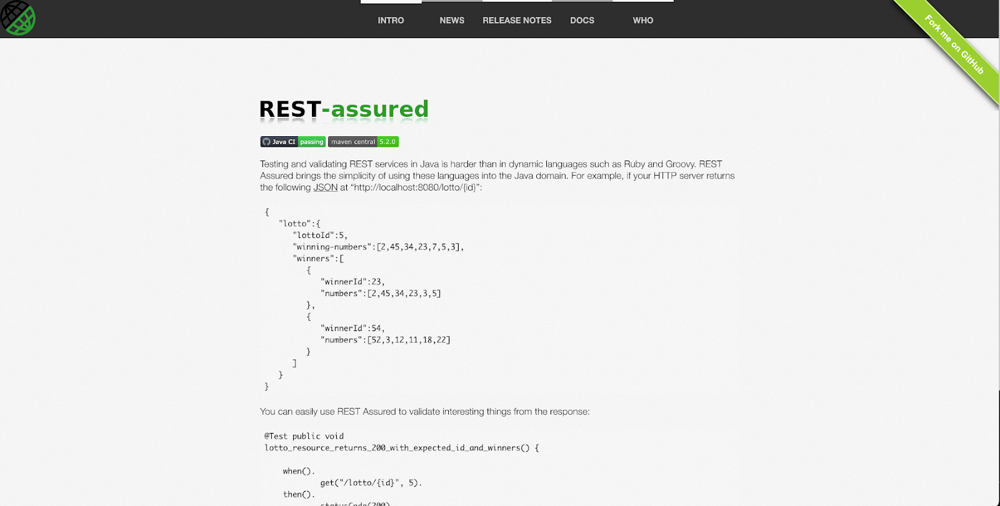 INTRO NEWS RELEASE NOTES DOCS WHO
Fork me on GitHub
REST-assured
Java CI passing maven central 5.2.0
Testing and validating REST services in Java is harder than in dynamic languages such as Ruby and Groovy. REST
Assured brings the simplicity of using these languages into the Java domain. For example, if your HTTP server returns
the following JSON at “http://localhost:8080/lotto/{id}”:
{
"lotto":{
"lottoId":5,
"winning-numbers":[2,45,34,23,7,5,3],
"winners":[
{
"winnerId":23,
"numbers":[2,45,34,23,3,5]
},
{
"winnerId":54,
"numbers":[52,3,12,11,18,22]
}
]
}
}
You can easily use REST Assured to validate interesting things from the response:
@Test public void
lotto_resource_returns_200_with_expected_id_and_winners() {
when().
get("/lotto/{id}", 5).
then().
statusCode(200)